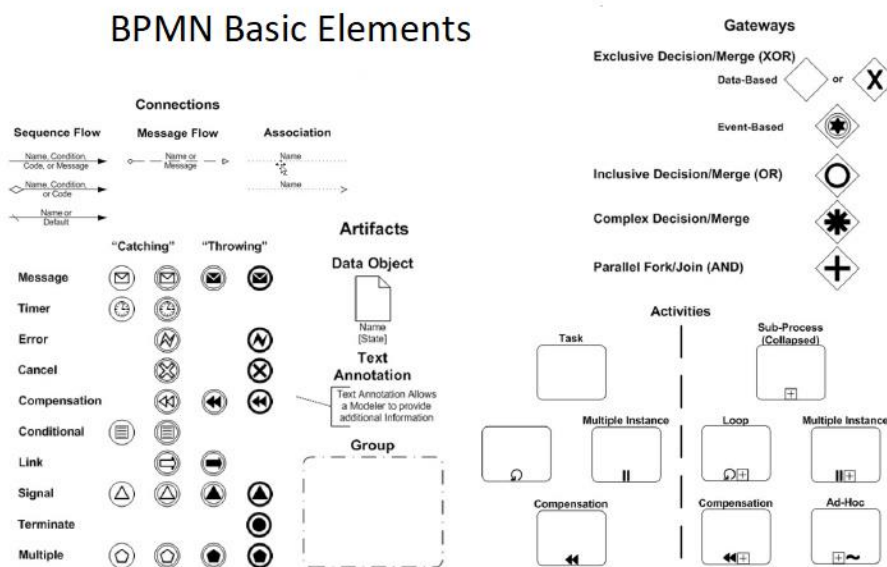 BPMN Basic Elements
Connections
Sequence Flow
Message Flow
Association
Name, Condition,
Code, or Message
Name or
Message
Name
Name, Condition,
or Code
Name
Name or
Default
"Catching"
"Throwing"
Message
Timer
Error
Cancel
Compensation
Conditional
Link
Signal
Terminate
Multiple
Artifacts
Data Object
Name
[State]
Text
Annotation
Text Annotation Allows
a Modeler to provide
additional Information
Group
Gateways
Exclusive Decision/Merge (XOR)
Data-Based
or
X
Event-Based
Inclusive Decision/Merge (OR)
Complex Decision/Merge
Parallel Fork/Join (AND)
Activities
Task
Sub-Process
(Collapsed)
Multiple Instance
Loop
Multiple Instance
Compensation
Compensation
Ad-Hoc